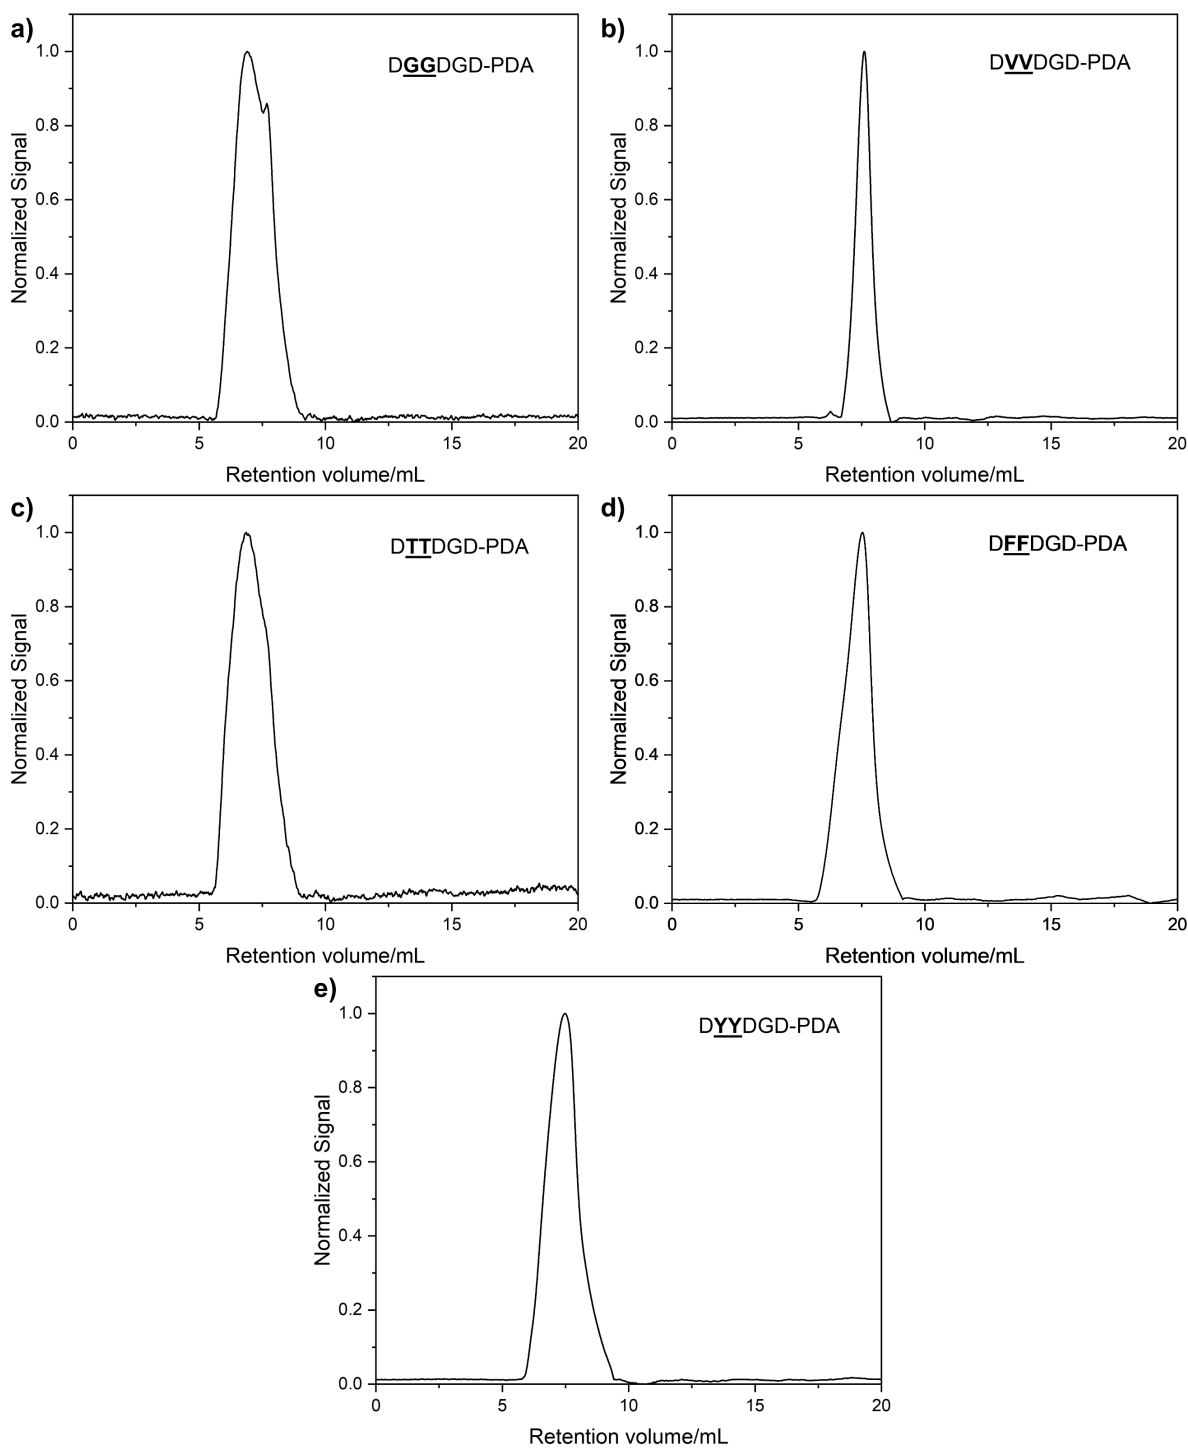 a)
DGGDGD-PDA
Normalized Signal
1.0
0.8
0.6
0.4
0.2
0.0
0 5 10 15 20
Retention volume/mL
b)
DVVDGD-PDA
Normalized Signal
1.0
0.8
0.6
0.4
0.2
0.0
0 5 10 15 20
Retention volume/mL
c)
DTTDGD-PDA
Normalized Signal
1.0
0.8
0.6
0.4
0.2
0.0
0 5 10 15 20
Retention volume/mL
d)
DFFDGD-PDA
Normalized Signal
1.0
0.8
0.6
0.4
0.2
0.0
0 5 10 15 20
Retention volume/mL
e)
DYYDGD-PDA
Normalized Signal
1.0
0.8
0.6
0.4
0.2
0.0
0 5 10 15 20
Retention volume/mL